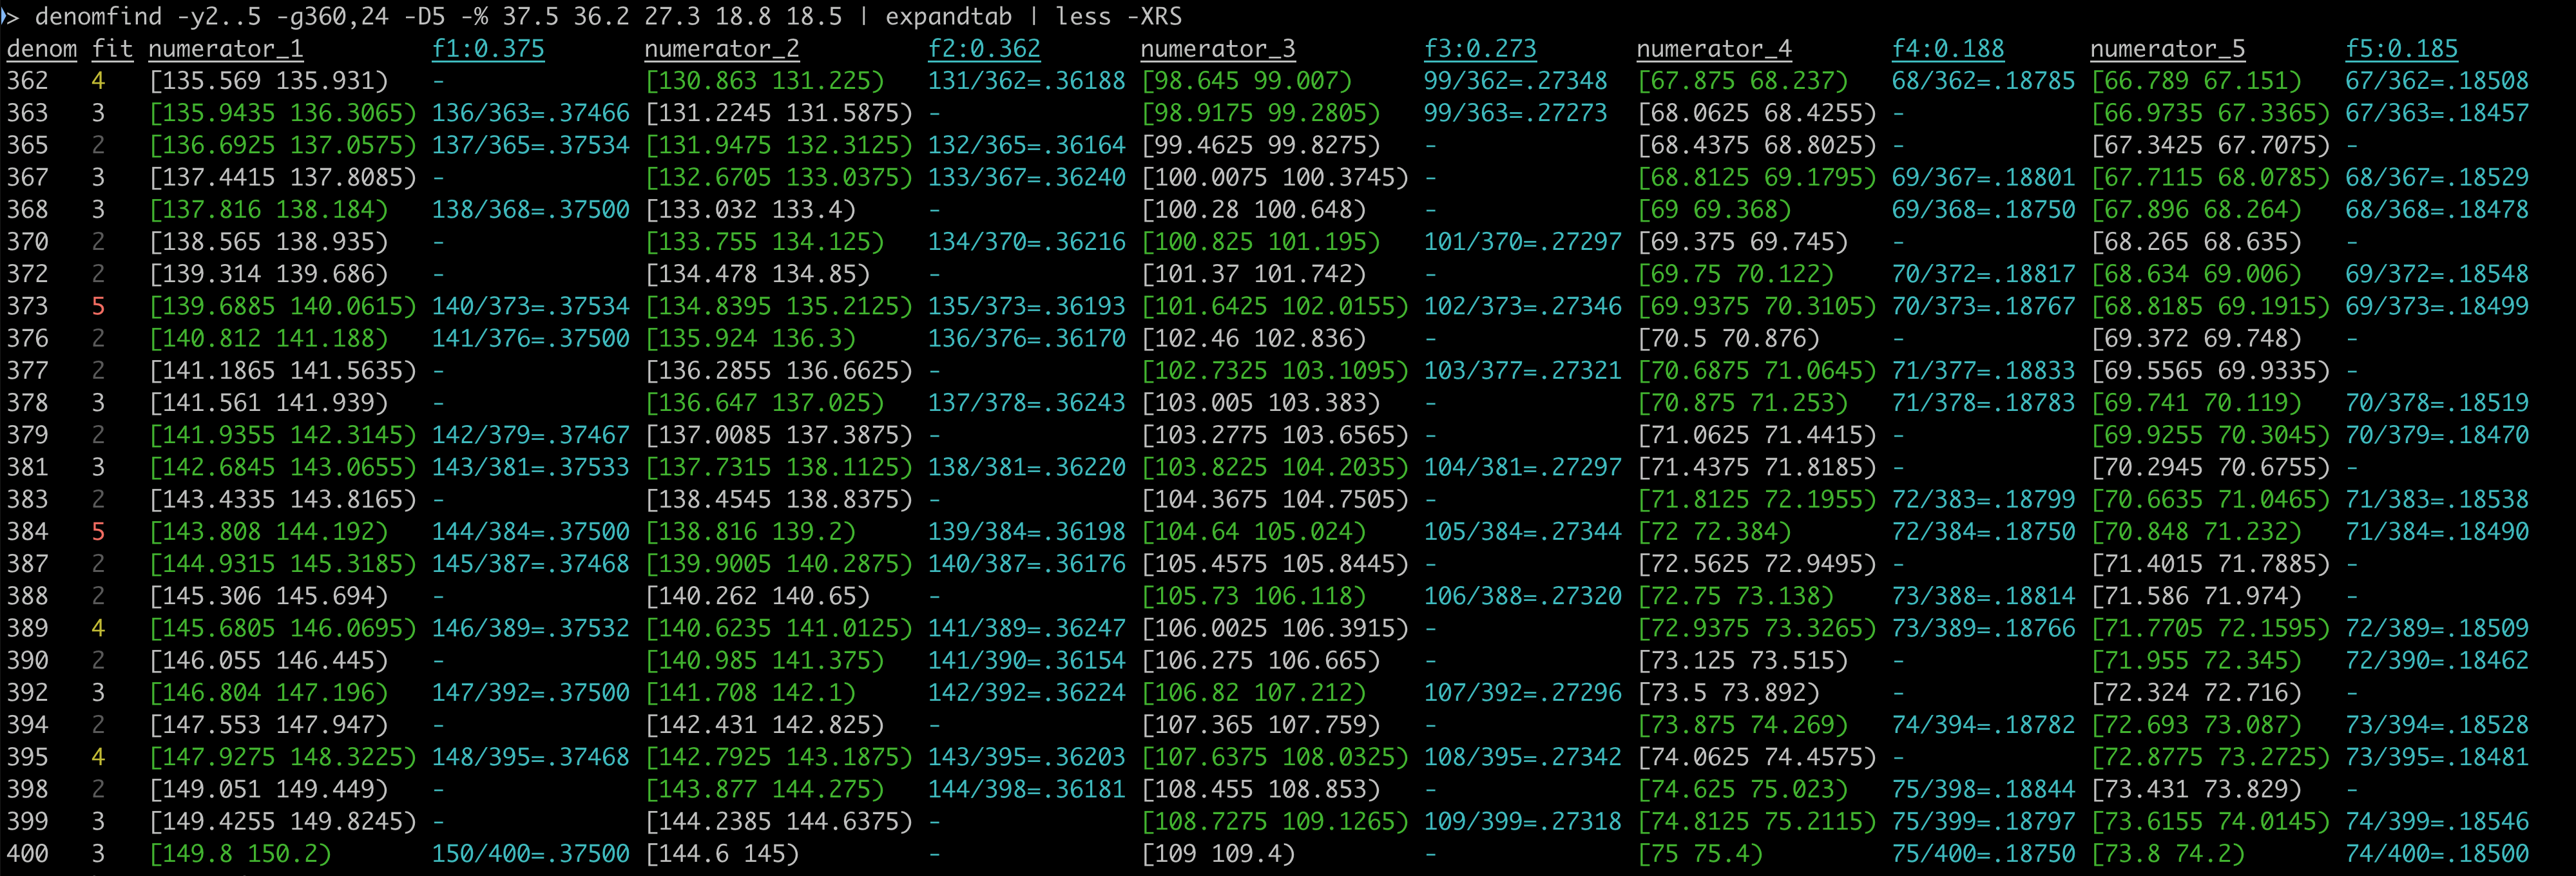 > denomfind -y2..5 -g360,24 -D5 -% 37.5 36.2 27.3 18.8 18.5 | expandtab | less -XRS
denom fit numerator_1 f1:0.375 numerator_2 f2:0.362 numerator_3 f3:0.273 numerator_4 f4:0.188 numerator_5 f5:0.185
362 4 [135.569 135.931) - [130.863 131.225) 131/362=.36188 [98.645 99.007) 99/362=.27348 [67.875 68.237) 68/362=.18785 [66.789 67.151) 67/362=.18508
363 3 [135.9435 136.3065) 136/363=.37466 [131.2245 131.5875) - [98.9175 99.2805) 99/363=.27273 [68.0625 68.4255) - [66.9735 67.3365) 67/363=.18457
365 2 [136.6925 137.0575) 137/365=.37534 [131.9475 132.3125) 132/365=.36164 [99.4625 99.8275) - [68.4375 68.8025) - [67.3425 67.7075) -
367 3 [137.4415 137.8085) - [132.6705 133.0375) 133/367=.36240 [100.0075 100.3745) - [68.8125 69.1795) 69/367=.18801 [67.7115 68.0785) 68/367=.18529
368 3 [137.816 138.184) 138/368=.37500 [133.032 133.4) - [100.28 100.648) - [69 69.368) 69/368=.18750 [67.896 68.264) 68/368=.18478
370 2 [138.565 138.935) - [133.755 134.125) 134/370=.36216 [100.825 101.195) 101/370=.27297 [69.375 69.745) - [68.265 68.635) -
372 2 [139.314 139.686) - [134.478 134.85) - [101.37 101.742) - [69.75 70.122) 70/372=.18817 [68.634 69.006) 69/372=.18548
373 5 [139.6885 140.0615) 140/373=.37534 [134.8395 135.2125) 135/373=.36193 [101.6425 102.0155) 102/373=.27346 [69.9375 70.3105) 70/373=.18767 [68.8185 69.1915) 69/373=.18499
376 2 [140.812 141.188) 141/376=.37500 [135.924 136.3) 136/376=.36170 [102.46 102.836) - [70.5 70.876) - [69.372 69.748) -
377 2 [141.1865 141.5635) - [136.2855 136.6625) - [102.7325 103.1095) 103/377=.27321 [70.6875 71.0645) 71/377=.18833 [69.5565 69.9335) -
378 3 [141.561 141.939) - [136.647 137.025) 137/378=.36243 [103.005 103.383) - [70.875 71.253) 71/378=.18783 [69.741 70.119) 70/378=.18519
379 2 [141.9355 142.3145) 142/379=.37467 [137.0085 137.3875) - [103.2775 103.6565) - [71.0625 71.4415) - [69.9255 70.3045) 70/379=.18470
381 3 [142.6845 143.0655) 143/381=.37533 [137.7315 138.1125) 138/381=.36220 [103.8225 104.2035) 104/381=.27297 [71.4375 71.8185) - [70.2945 70.6755) -
383 2 [143.4335 143.8165) - [138.4545 138.8375) - [104.3675 104.7505) - [71.8125 72.1955) 72/383=.18799 [70.6635 71.0465) 71/383=.18538
384 5 [143.808 144.192) 144/384=.37500 [138.816 139.2) 139/384=.36198 [104.64 105.024) 105/384=.27344 [72 72.384) 72/384=.18750 [70.848 71.232) 71/384=.18490
387 2 [144.9315 145.3185) 145/387=.37468 [139.9005 140.2875) 140/387=.36176 [105.4575 105.8445) - [72.5625 72.9495) - [71.4015 71.7885) -
388 2 [145.306 145.694) - [140.262 140.65) - [105.73 106.118) 106/388=.27320 [72.75 73.138) 73/388=.18814 [71.586 71.974) -
389 4 [145.6805 146.0695) 146/389=.37532 [140.6235 141.0125) 141/389=.36247 [106.0025 106.3915) - [72.9375 73.3265) 73/389=.18766 [71.7705 72.1595) 72/389=.18509
390 2 [146.055 146.445) - [140.985 141.375) 141/390=.36154 [106.275 106.665) - [73.125 73.515) - [71.955 72.345) 72/390=.18462
392 3 [146.804 147.196) 147/392=.37500 [141.708 142.1) 142/392=.36224 [106.82 107.212) 107/392=.27296 [73.5 73.892) - [72.324 72.716) -
394 2 [147.553 147.947) - [142.431 142.825) - [107.365 107.759) - [73.875 74.269) 74/394=.18782 [72.693 73.087) 73/394=.18528
395 4 [147.9275 148.3225) 148/395=.37468 [142.7925 143.1875) 143/395=.36203 [107.6375 108.0325) 108/395=.27342 [74.0625 74.4575) - [72.8775 73.2725) 73/395=.18481
398 2 [149.051 149.449) - [143.877 144.275) 144/398=.36181 [108.455 108.853) - [74.625 75.023) 75/398=.18844 [73.431 73.829) -
399 3 [149.4255 149.8245) - [144.2385 144.6375) - [108.7275 109.1265) 109/399=.27318 [74.8125 75.2115) 75/399=.18797 [73.6155 74.0145) 74/399=.18546
400 3 [149.8 150.2) 150/400=.37500 [144.6 145) - [109 109.4) - [75 75.4) 75/400=.18750 [73.8 74.2) 74/400=.18500